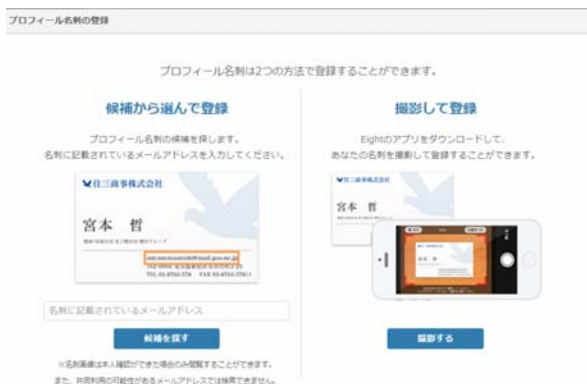 プロフィール名刺の登録
プロフィール名刺は2つの方法で登録することができます。
候補から選んで登録
プロフィール名刺の候補を探します。
名刺に記載されているメールアドレスを入力してください。
住三商事株式会社
宮本 哲
名刺に記載されているメールアドレス
候補を探す
※名刺画像は本人確認ができた場合のみ閲覧することができます。
また、共同利用の可能性があるメールアドレスでは検索できません。
撮影して登録
Eightのアプリをダウンロードして、
あなたの名刺を撮影して登録することができます。
住三商事株式会社
宮本 哲
撮影する